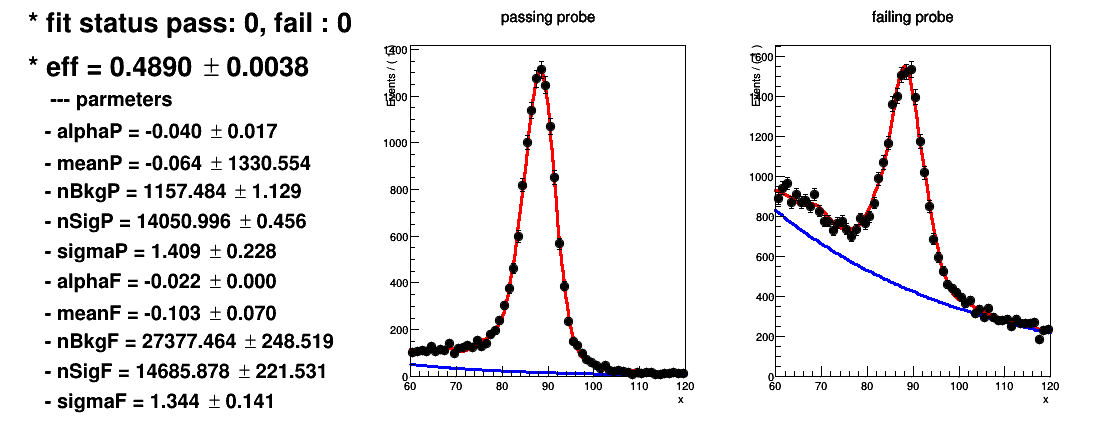 * fit status pass: 0, fail : 0
* eff = 0.4890 ± 0.0038
--- parmeters
- alphaP = -0.040 ± 0.017
- meanP = -0.064 ± 1330.554
- nBkgP = 1157.484 ± 1.129
- nSigP = 14050.996 ± 0.456
- sigmaP = 1.409 ± 0.228
- alphaF = -0.022 ± 0.000
- meanF = -0.103 ± 0.070
- nBkgF = 27377.464 ± 248.519
- nSigF = 14685.878 ± 221.531
- sigmaF = 1.344 ± 0.141
passing probe
Events / ( 1 )
1400
1200
1000
800
600
400
200
0
60 70 80 90 100 110 120
x
failing probe
Events / (
1600
1400
1200
1000
800
600
400
200
0
60 70 80 90 100 110 120
x